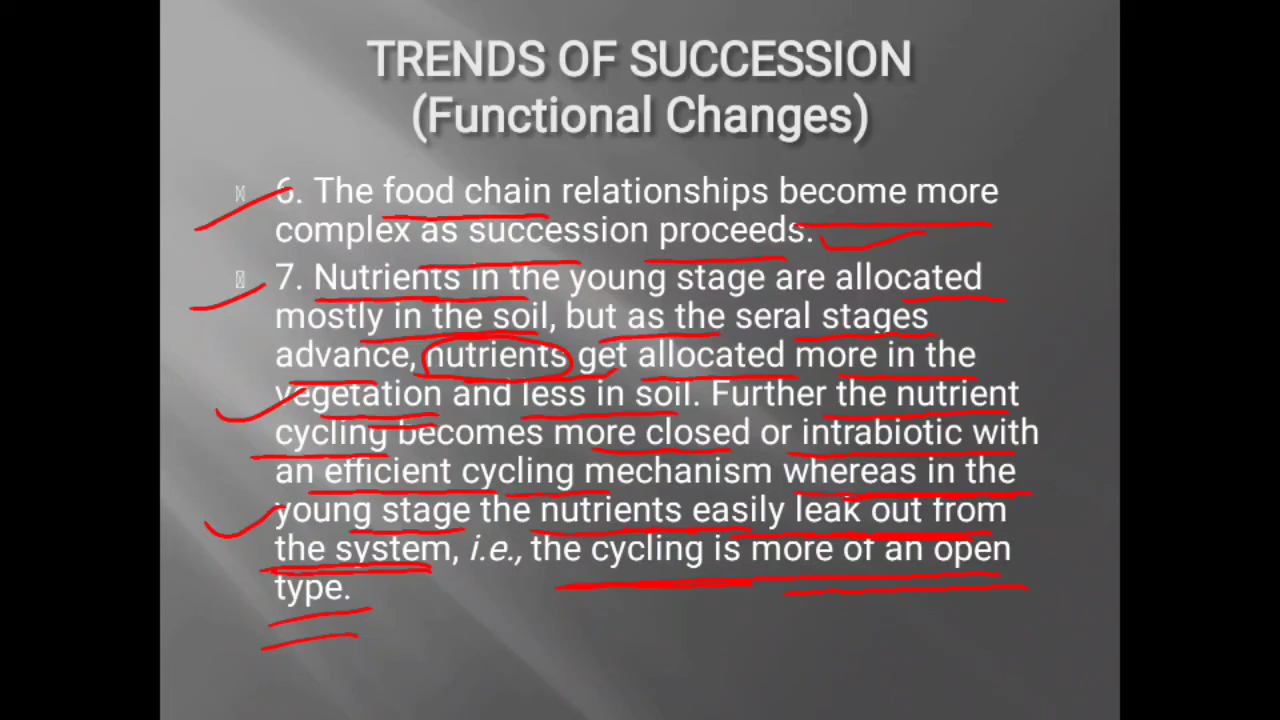 TRENDS OF SUCCESSION
(Functional Changes)
6. The food chain relationships become more
complex as succession proceeds.
7. Nutrients in the young stage are allocated
mostly in the soil, but as the seral stages
advance, nutrients get allocated more in the
vegetation and less in soil. Further the nutrient
cycling becomes more closed or intrabiotic with
an efficient cycling mechanism whereas in the
young stage the nutrients easily leak out from
the system, i.e., the cycling is more of an open
type.